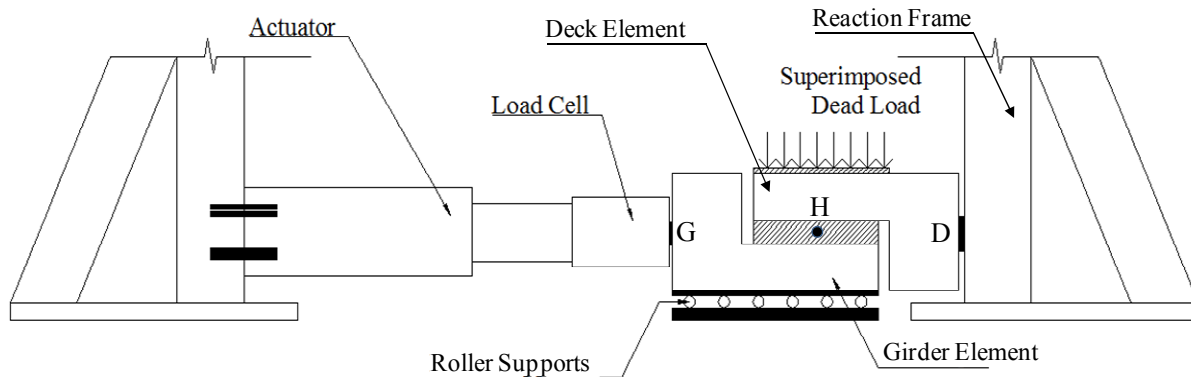 Actuator
Deck Element
Reaction Frame
Superimposed
Dead Load
Load Cell
G
H
D
Roller Supports
Girder Element